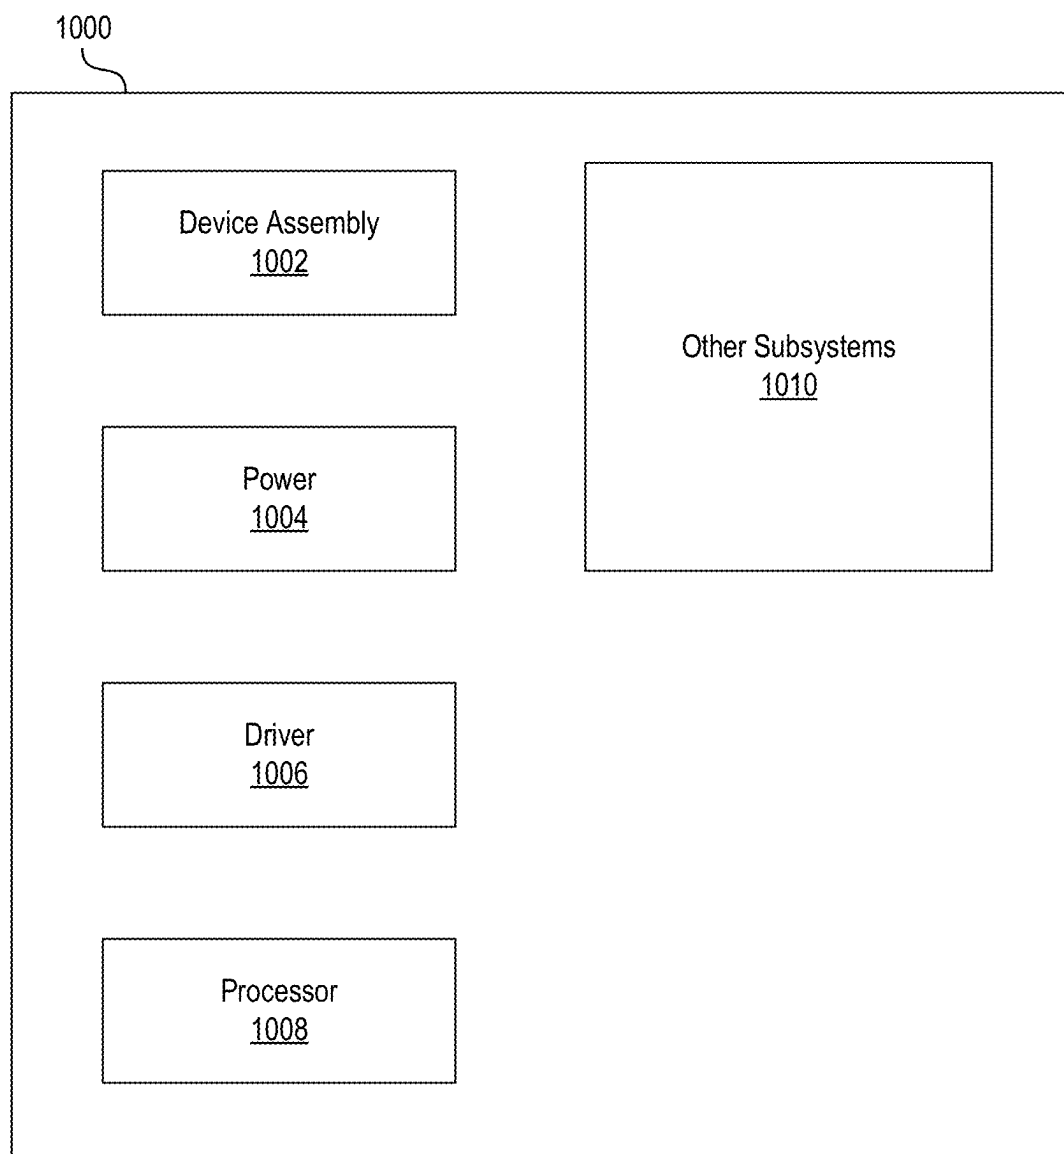 1000
Device Assembly
1002
Other Subsystems
1010
Power
1004
Driver
1006
Processor
1008